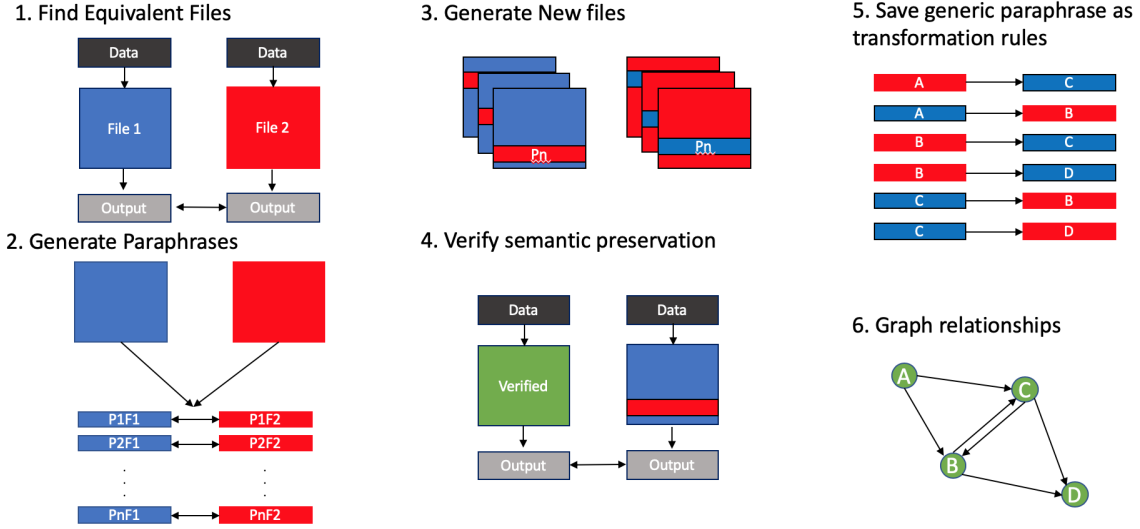 1. Find Equivalent Files
Data
Data
File 1
File 2
Output
Output
2. Generate Paraphrases
P1F1
P1F2
P2F1
P2F2
.
.
.
.
.
.
PnF1
PnF2
3. Generate New files
Pn
Pn
4. Verify semantic preservation
Data
Data
Verified
Output
Output
5. Save generic paraphrase as
transformation rules
A
C
A
B
B
C
B
D
C
B
C
D
6. Graph relationships
A
C
B
D